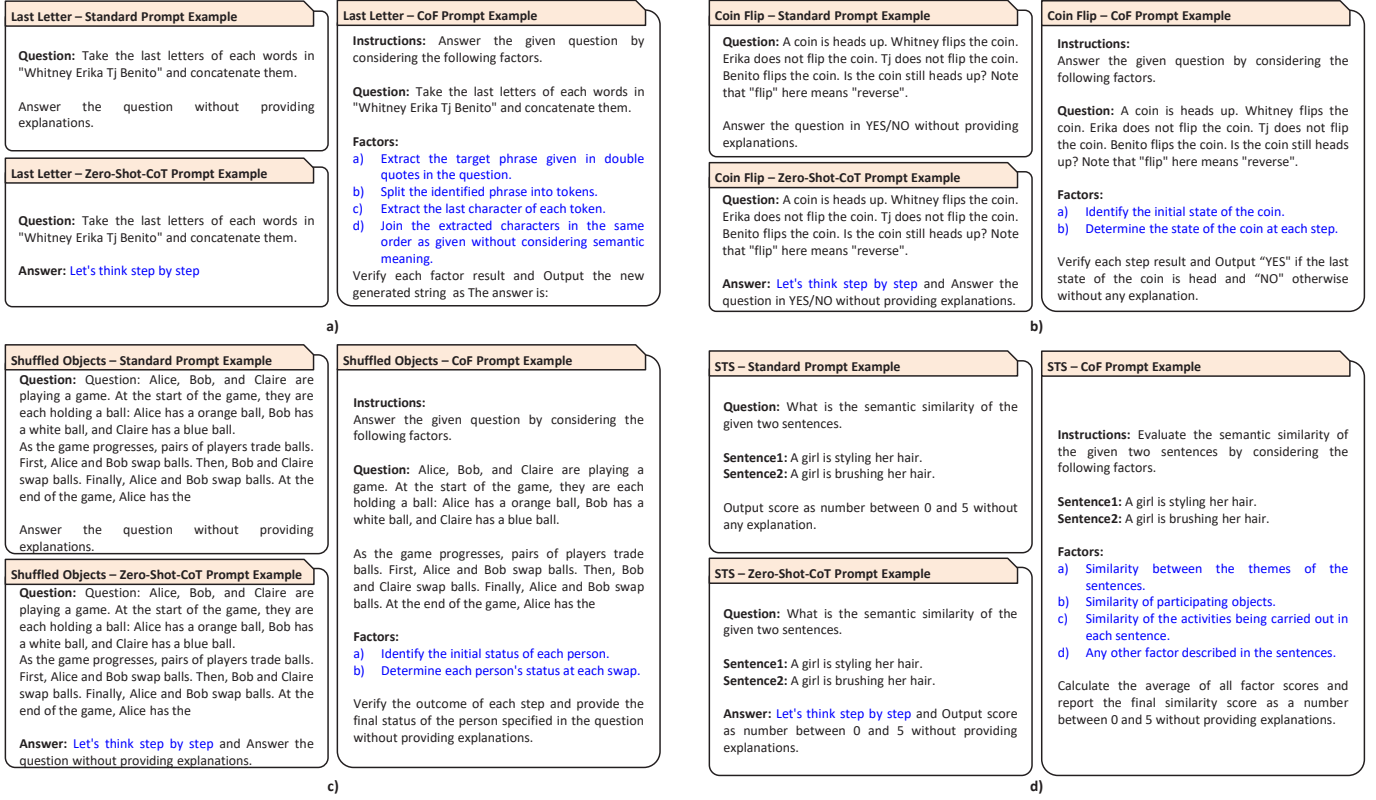 Last Letter – Standard Prompt Example
Question: Take the last letters of each words in
"Whitney Erika Tj Benito" and concatenate them.
Answer the question without providing
explanations.
Last Letter – Zero-Shot-CoT Prompt Example
Question: Take the last letters of each words in
"Whitney Erika Tj Benito" and concatenate them.
Answer: Let's think step by step
Last Letter – CoF Prompt Example
Instructions: Answer the given question by
considering the following factors.
Question: Take the last letters of each words in
"Whitney Erika Tj Benito" and concatenate them.
Factors:
a) Extract the target phrase given in double
quotes in the question.
b) Split the identified phrase into tokens.
c) Extract the last character of each token.
d) Join the extracted characters in the same
order as given without considering semantic
meaning.
Verify each factor result and Output the new
generated string as The answer is:
a)
Coin Flip – Standard Prompt Example
Question: A coin is heads up. Whitney flips the coin.
Erika does not flip the coin. Tj does not flip the coin.
Benito flips the coin. Is the coin still heads up? Note
that "flip" here means "reverse".
Answer the question in YES/NO without providing
explanations.
Coin Flip – Zero-Shot-CoT Prompt Example
Question: A coin is heads up. Whitney flips the coin.
Erika does not flip the coin. Tj does not flip the coin.
Benito flips the coin. Is the coin still heads up? Note
that "flip" here means "reverse".
Answer: Let's think step by step and Answer the
question in YES/NO without providing explanations.
Coin Flip – CoF Prompt Example
Instructions:
Answer the given question by considering the
following factors.
Question: A coin is heads up. Whitney flips the
coin. Erika does not flip the coin. Tj does not flip
the coin. Benito flips the coin. Is the coin still heads
up? Note that "flip" here means "reverse".
Factors:
a) Identify the initial state of the coin.
b) Determine the state of the coin at each step.
Verify each step result and Output “YES” if the last
state of the coin is head and “NO” otherwise
without any explanation.
b)
Shuffled Objects – Standard Prompt Example
Question: Question: Alice, Bob, and Claire are
playing a game. At the start of the game, they are
each holding a ball: Alice has a orange ball, Bob has
a white ball, and Claire has a blue ball.
As the game progresses, pairs of players trade balls.
First, Alice and Bob swap balls. Then, Bob and Claire
swap balls. Finally, Alice and Bob swap balls. At the
end of the game, Alice has the
Answer the question without providing
explanations.
Shuffled Objects – Zero-Shot-CoT Prompt Example
Question: Question: Alice, Bob, and Claire are
playing a game. At the start of the game, they are
each holding a ball: Alice has a orange ball, Bob has
a white ball, and Claire has a blue ball.
As the game progresses, pairs of players trade balls.
First, Alice and Bob swap balls. Then, Bob and Claire
swap balls. Finally, Alice and Bob swap balls. At the
end of the game, Alice has the
Answer: Let's think step by step and Answer the
question without providing explanations.
Shuffled Objects – CoF Prompt Example
Instructions:
Answer the given question by considering the
following factors.
Question: Alice, Bob, and Claire are playing a
game. At the start of the game, they are each
holding a ball: Alice has a orange ball, Bob has a
white ball, and Claire has a blue ball.
As the game progresses, pairs of players trade
balls. First, Alice and Bob swap balls. Then, Bob
and Claire swap balls. Finally, Alice and Bob swap
balls. At the end of the game, Alice has the
Factors:
a) Identify the initial status of each person.
b) Determine each person's status at each swap.
Verify the outcome of each step and provide the
final status of the person specified in the question
without providing explanations.
c)
STS – Standard Prompt Example
Question: What is the semantic similarity of the
given two sentences.
Sentence1: A girl is styling her hair.
Sentence2: A girl is brushing her hair.
Output score as number between 0 and 5 without
any explanation.
STS – Zero-Shot-CoT Prompt Example
Question: What is the semantic similarity of the
given two sentences.
Sentence1: A girl is styling her hair.
Sentence2: A girl is brushing her hair.
Answer: Let's think step by step and Output score
as number between 0 and 5 without providing
explanations.
STS – CoF Prompt Example
Instructions: Evaluate the semantic similarity of
the given two sentences by considering the
following factors.
Sentence1: A girl is styling her hair.
Sentence2: A girl is brushing her hair.
Factors:
a) Similarity between the themes of the
sentences.
b) Similarity of participating objects.
c) Similarity of the activities being carried out in
each sentence.
d) Any other factor described in the sentences.
Calculate the average of all factor scores and
report the final similarity score as a number
between 0 and 5 without providing explanations.
d)